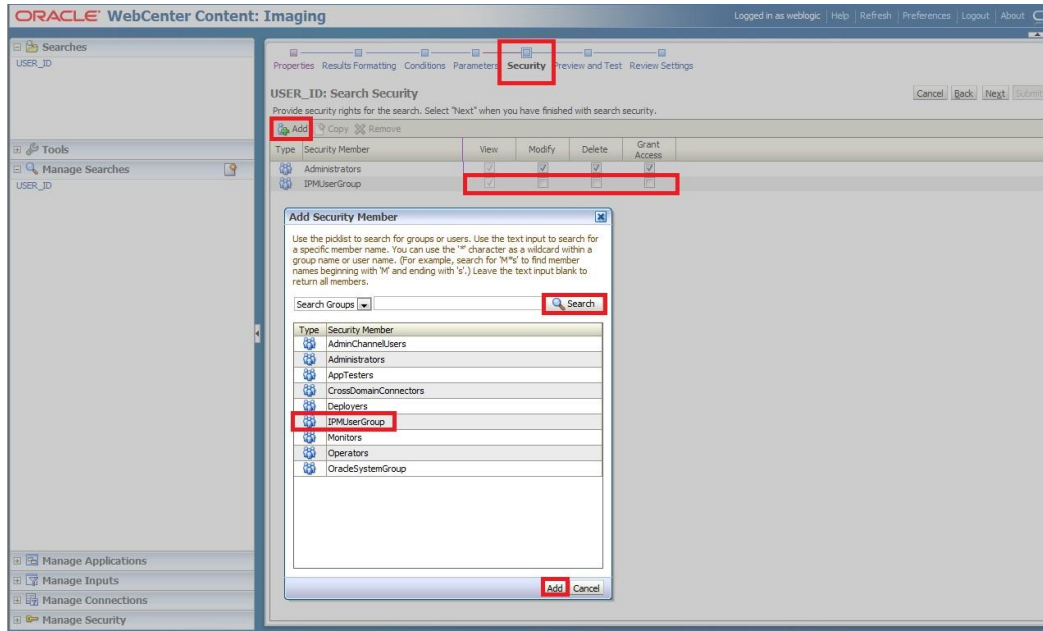 ORACLE WebCenter Content: Imaging
Logged in as weblogic Help Refresh Preferences Logout About
Searches
USER_ID
Tools
Manage Searches
USER_ID
Manage Applications
Manage Inputs
Manage Connections
Manage Security
Properties Results Formatting Conditions Parameters Security Preview and Test Review Settings
USER_ID: Search Security
Cancel Back Next Submit
Provide security rights for the search. Select "Next" when you have finished with search security.
Add Copy Remove
Type Security Member View Modify Delete Grant Access
Administrators
IPMUserGroup
Add Security Member
Use the picklist to search for groups or users. Use the text input to search for
a specific member name. You can use the '*' character as a wildcard within a
group name or user name. (For example, search for 'M*s' to find member
names beginning with 'M' and ending with 's'.) Leave the text input blank to
return all members.
Search Groups Search
Type Security Member
AdminChannelUsers
Administrators
AppTesters
CrossDomainConnectors
Deployers
IPMUserGroup
Monitors
Operators
OracleSystemGroup
Add Cancel